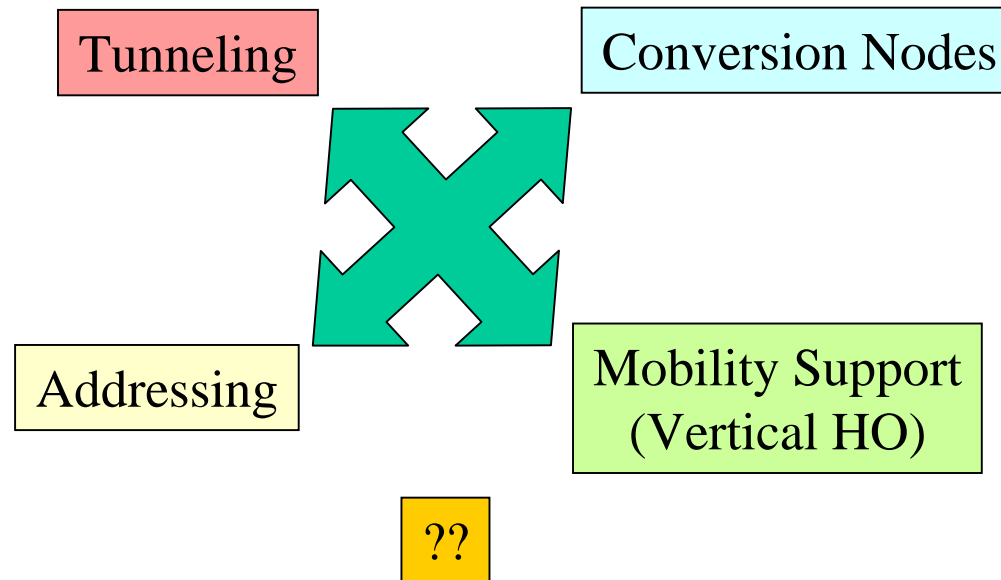 Tunneling
Conversion Nodes
Addressing
Mobility Support
(Vertical HO)
??